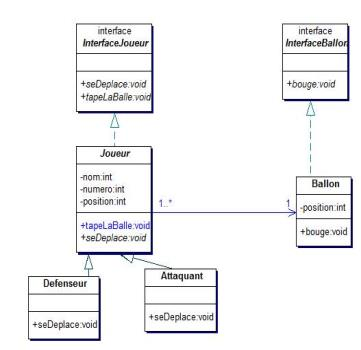 interface
InterfaceJoueur
+seDeplace:void
+tapeLaBalle:void
interface
InterfaceBallon
+bouge:void
Joueur
-nom:int
-numero:int
-position:int
+tapeLaBalle:void
+seDeplace:void
1..*
1
Ballon
-position:int
+bouge:void
Defenseur
+seDeplace:void
Attaquant
+seDeplace:void